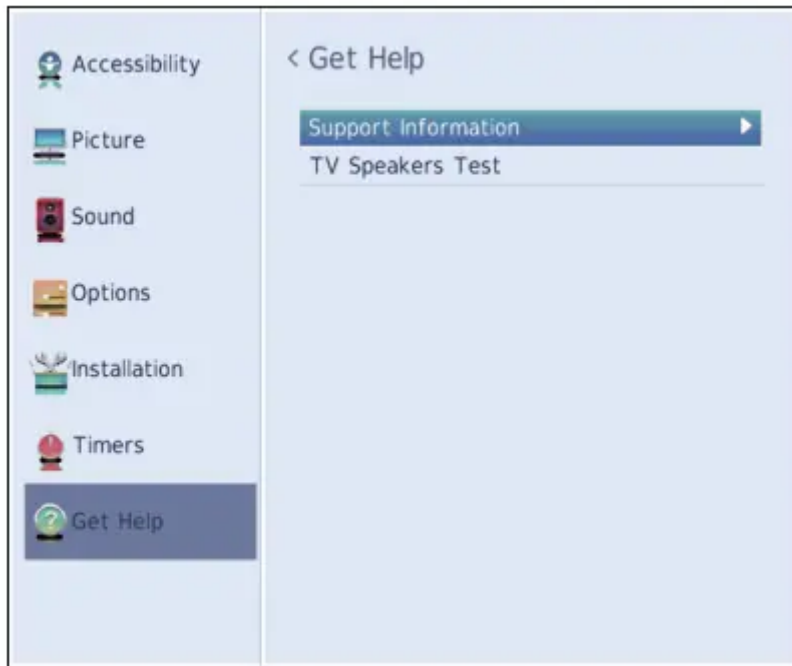 Accessibility
Picture
Sound
Options
Installation
Timers
Get Help
< Get Help
Support Information
TV Speakers Test